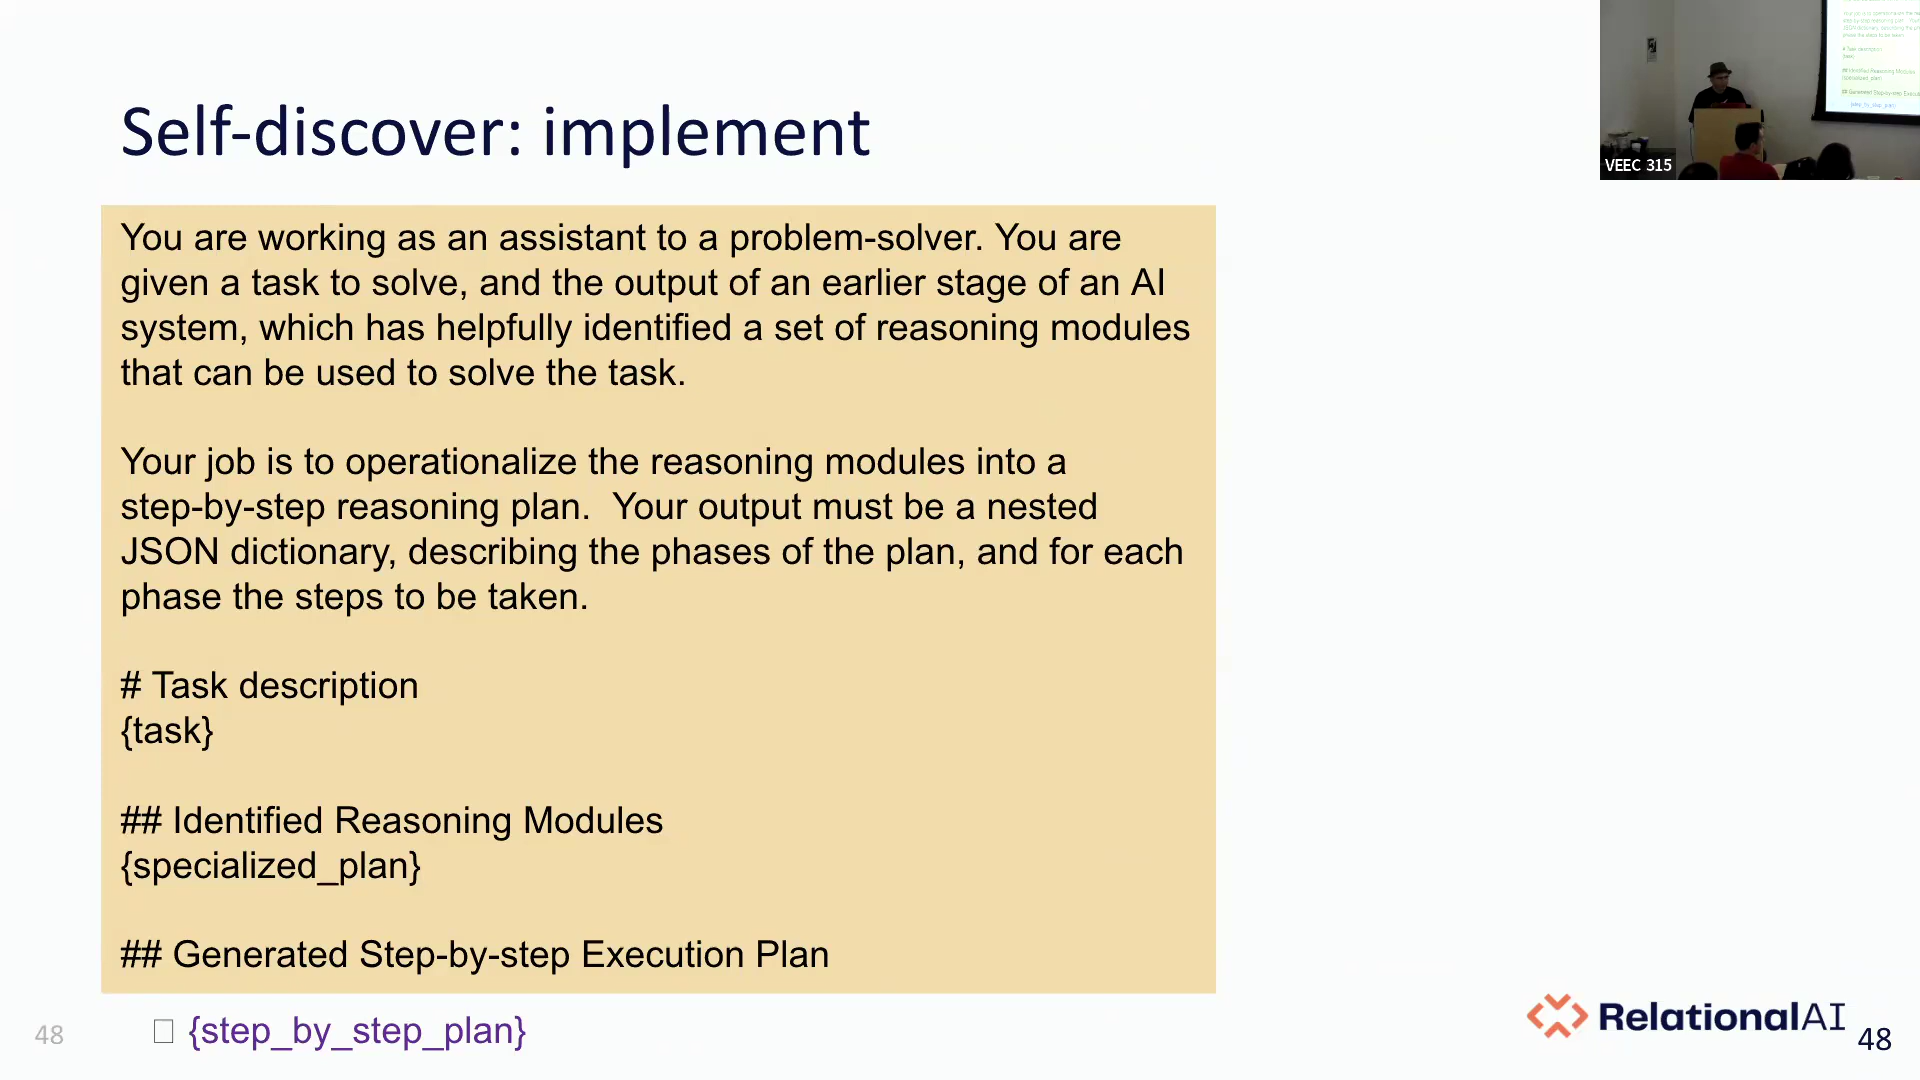 Self-discover: implement
You are working as an assistant to a problem-solver. You are
given a task to solve, and the output of an earlier stage of an AI
system, which has helpfully identified a set of reasoning modules
that can be used to solve the task.
Your job is to operationalize the reasoning modules into a
step-by-step reasoning plan.  Your output must be a nested
JSON dictionary, describing the phases of the plan, and for each
phase the steps to be taken.
# Task description
{task}
## Identified Reasoning Modules
{specialized_plan}
## Generated Step-by-step Execution Plan
{step_by_step_plan}
48
RelationalAI
48
VEEC 315